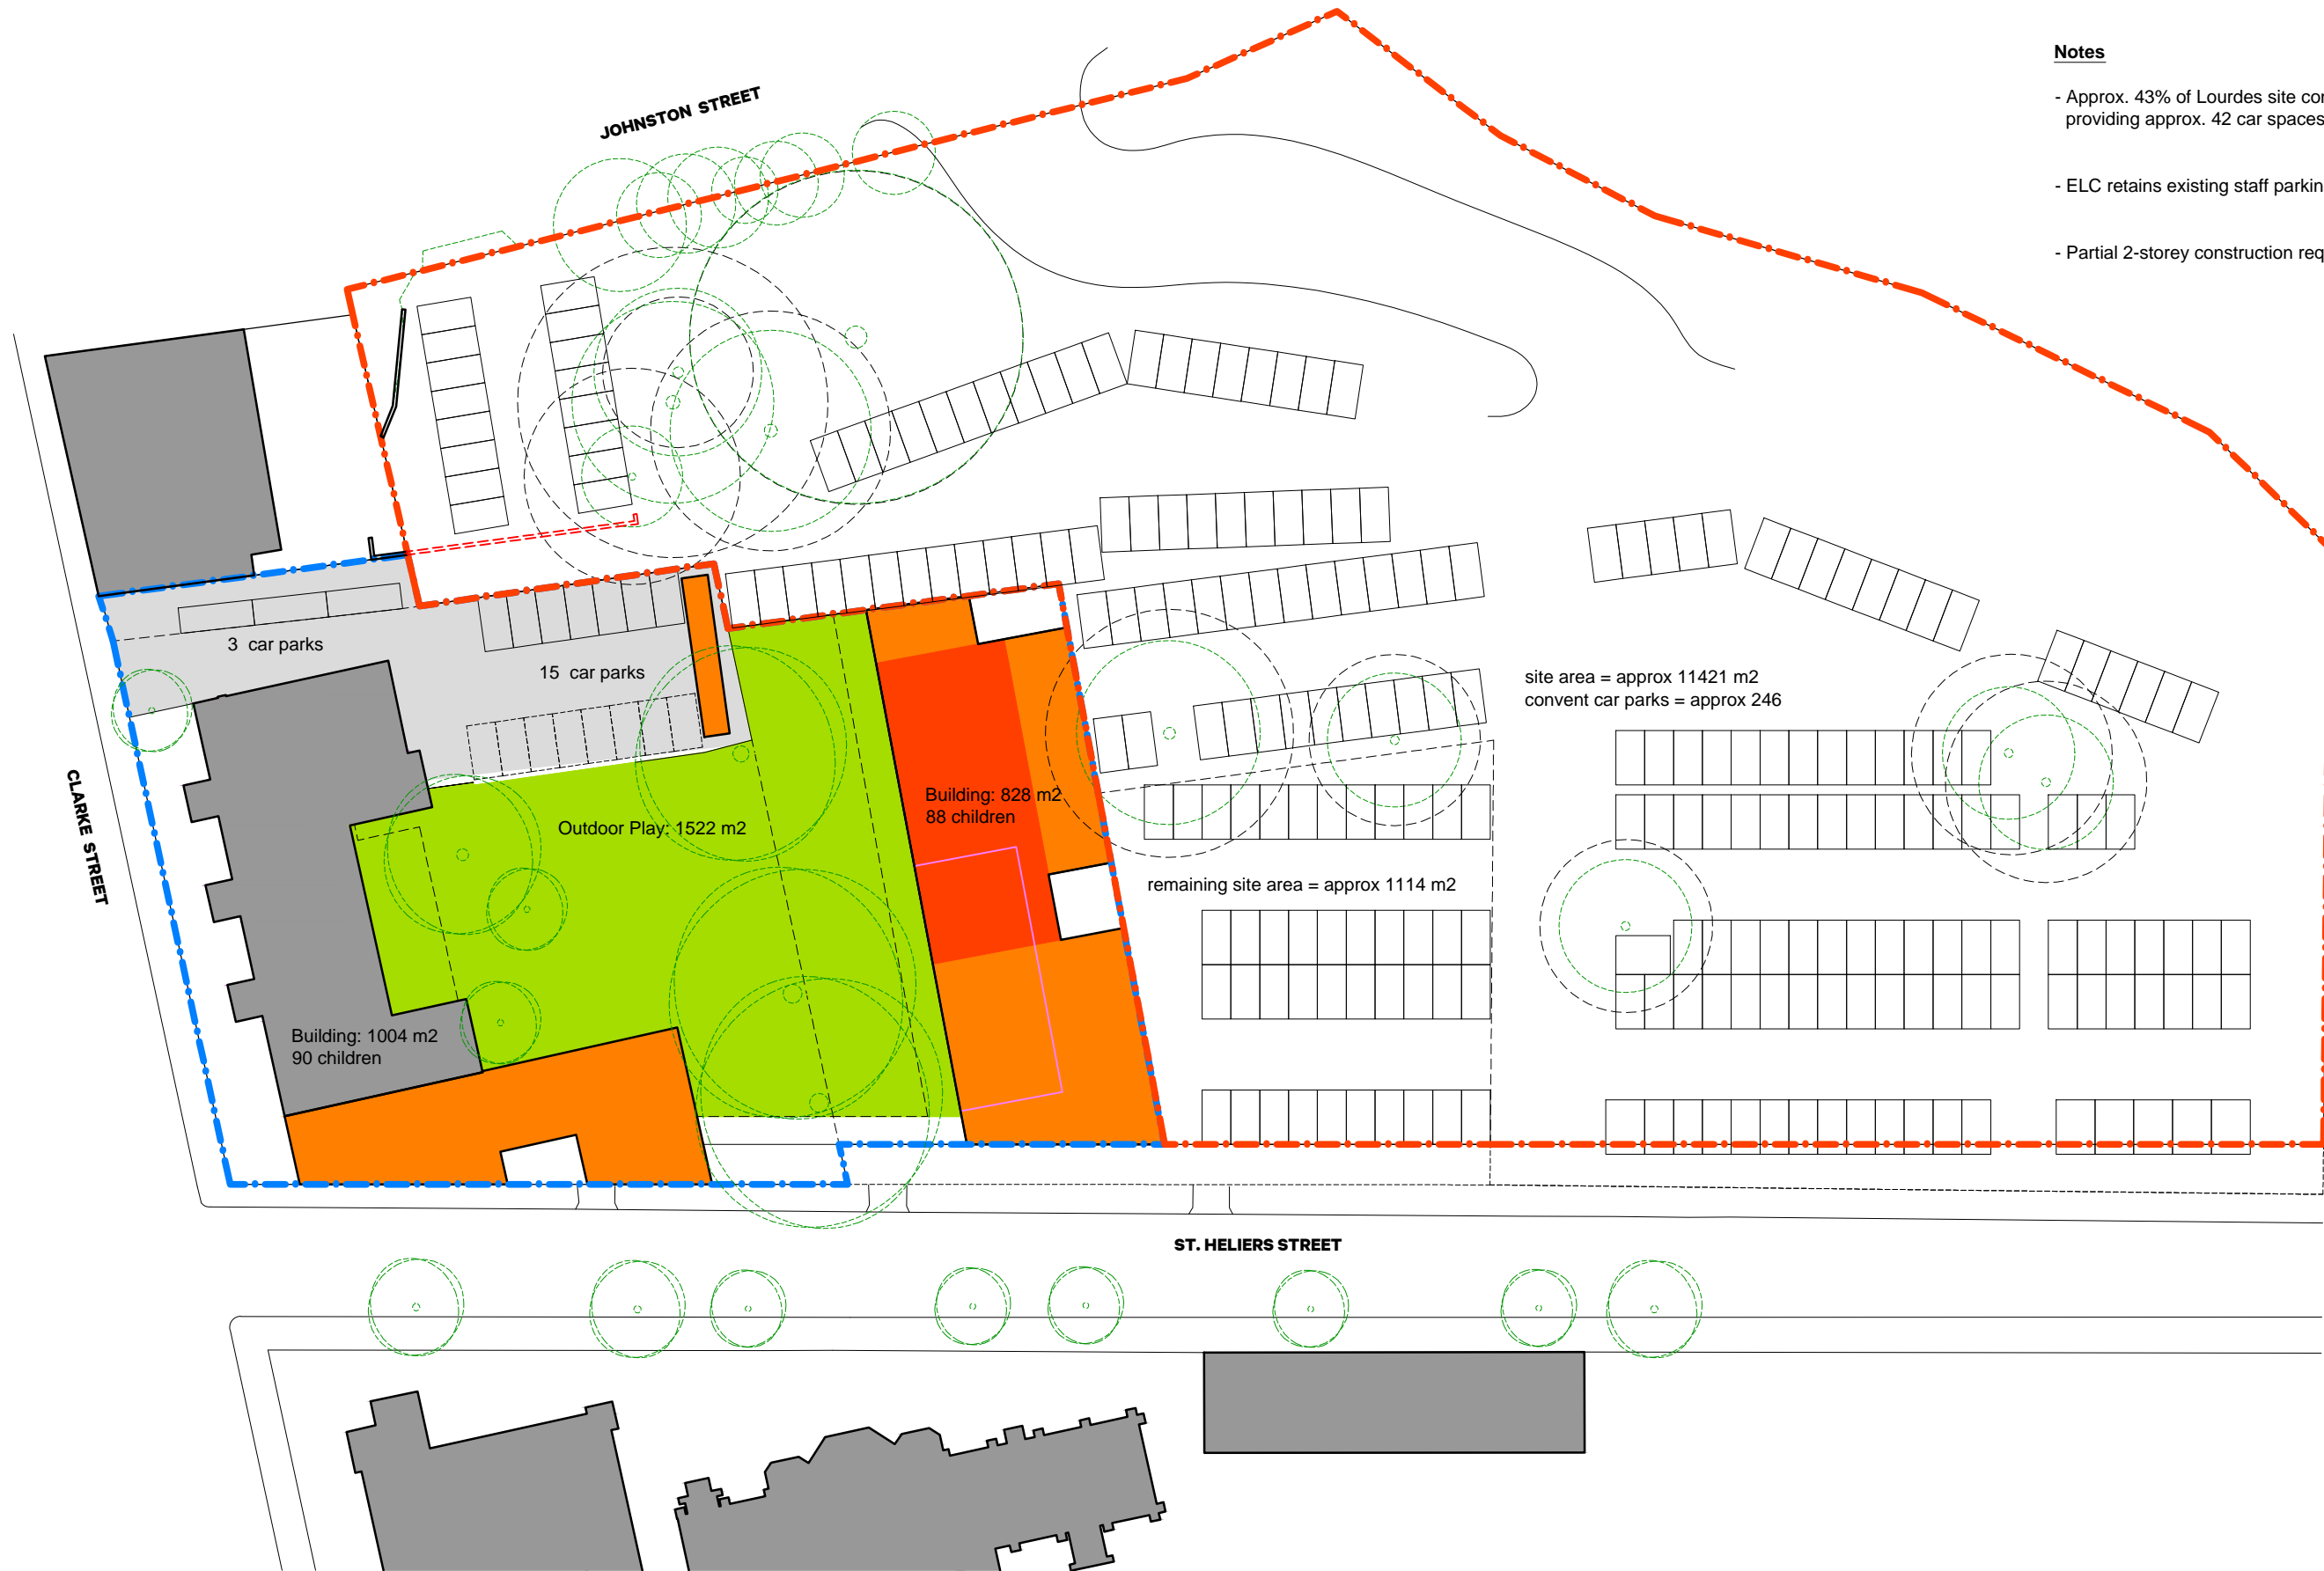 Notes
- Approx. 43% of Lourdes site
providing approx. 42 car spaces
- ELC retains existing staff
- Partial 2-storey construction
JOHNSTON STREET
3 car parks
15 car parks
site area = approx 11421 m2
convent car parks = approx 246
CLARKE STREET
Building: 828 m2
88 children
Outdoor Play: 1522 m2
remaining site area = approx 1114 m2
Building: 1004 m2
90 children
ST. HELIERS STREET